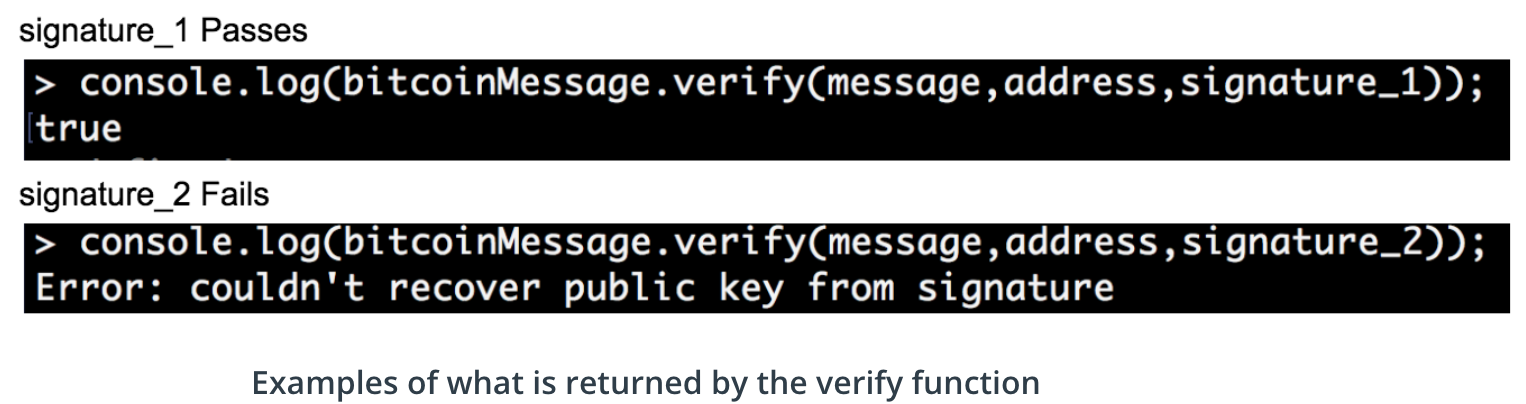 signature_1 Passes
> console.log(bitcoinMessage.verify(message,address,signature_1));
[true
signature_2 Fails
> console.log(bitcoinMessage.verify(message,address,signature_2));
Error: couldn't recover public key from signature
Examples of what is returned by the verify function